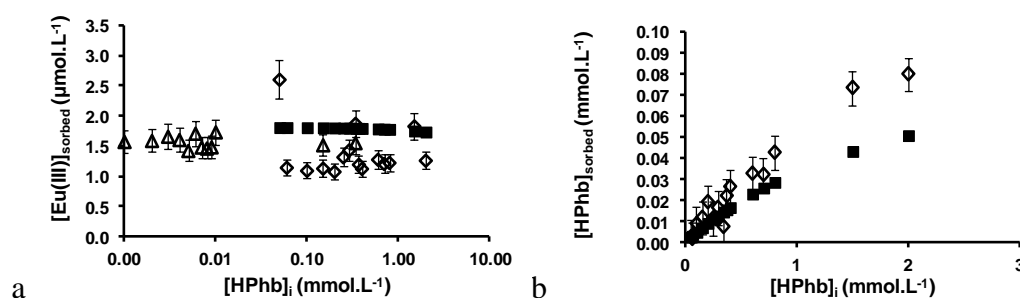 [Eu(III)]sorbed (µmol.L-1)
3.5
3.0
2.5
2.0
1.5
1.0
0.5
0.0
0.00 0.01 0.10 1.00 10.00
[HPhb]i (mmol.L-1)
a
[HPhb]sorbed (mmol.L-1)
0.10
0.09
0.08
0.07
0.06
0.05
0.04
0.03
0.02
0.01
0.00
0 1 2 3
[HPhb]i (mmol.L-1)
b